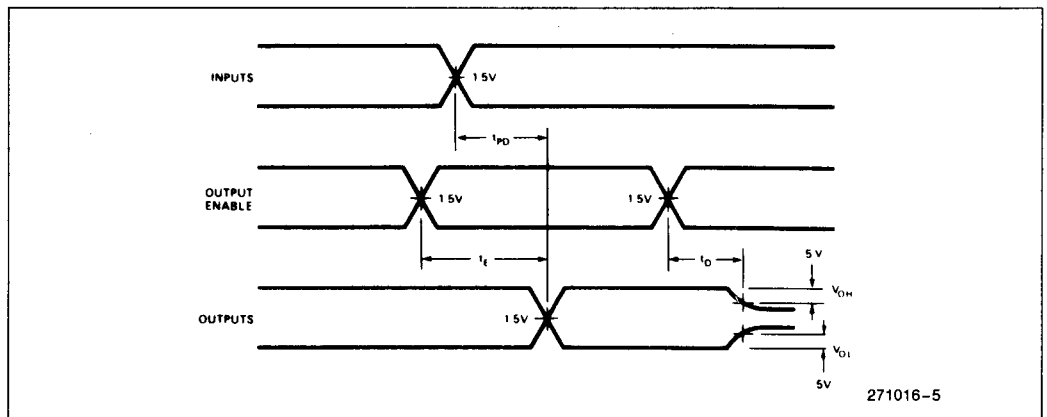 INPUTS
1 5V
tPD
OUTPUT
ENABLE
1 5V
1 5V
tE
tD
5 V
VOH
OUTPUTS
1 5V
VOL
5V
271016-5